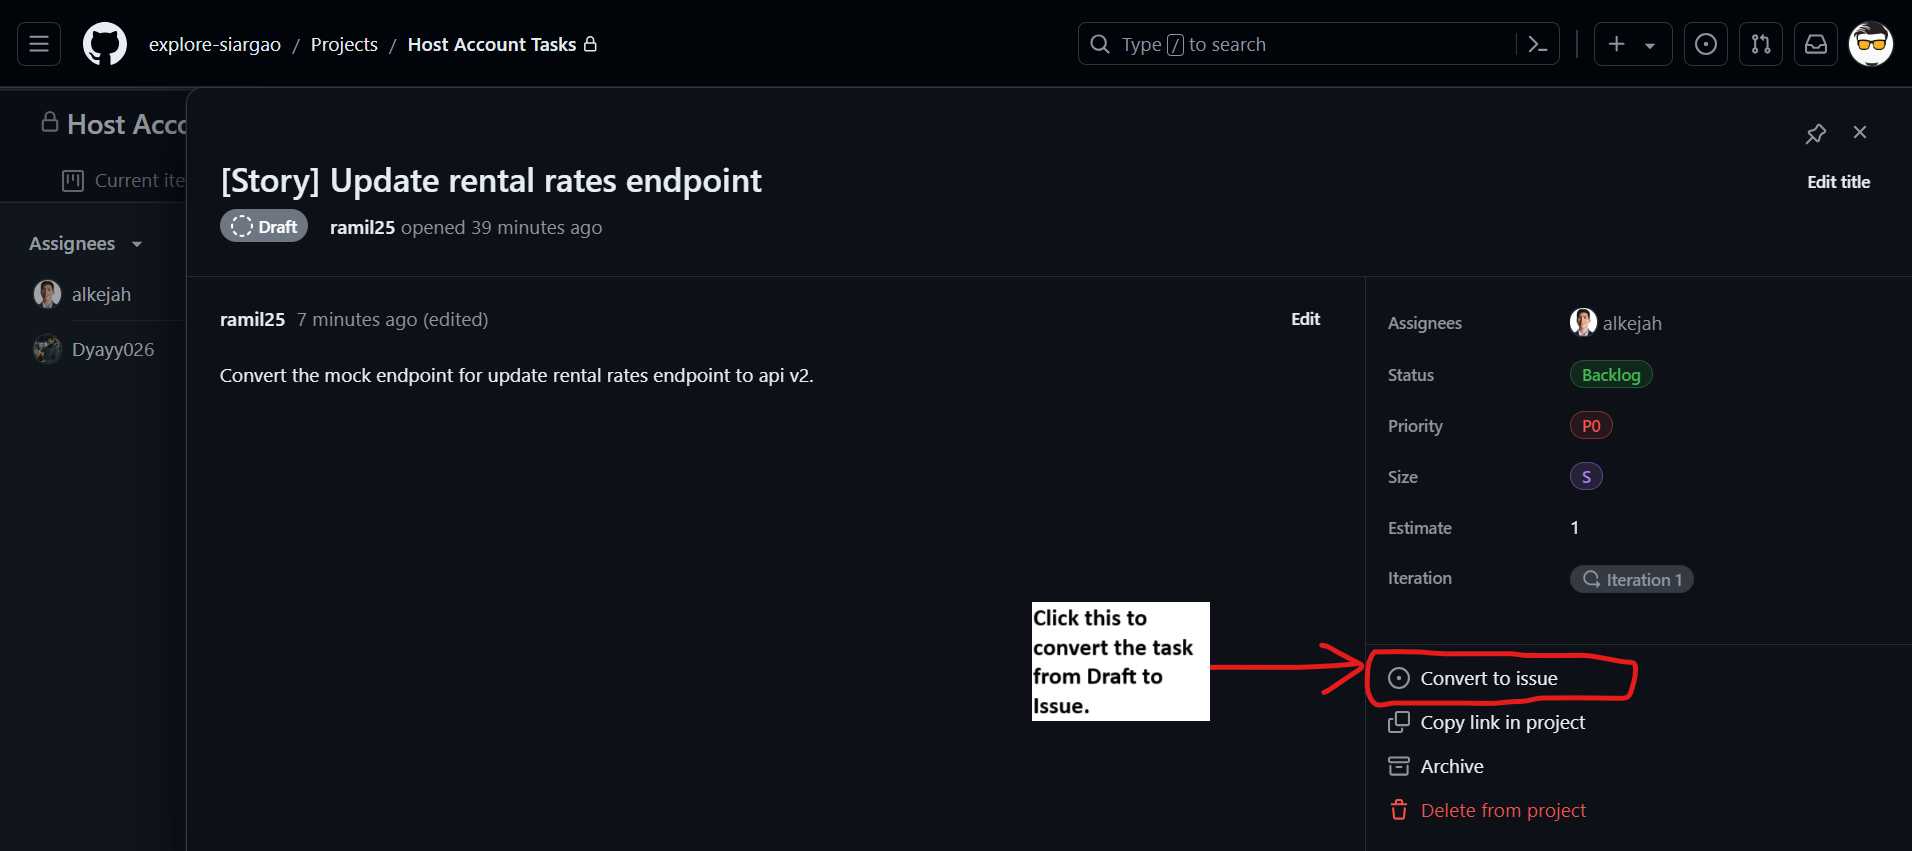 explore-siargao / Projects / Host Account Tasks
Type / to search
Host Acco
Current ite
Assignees
alkejah
Dyayy026
[Story] Update rental rates endpoint
Edit title
Draft
ramil25 opened 39 minutes ago
ramil25 7 minutes ago (edited)
Edit
Convert the mock endpoint for update rental rates endpoint to api v2.
Assignees
alkejah
Status
Backlog
Priority
P0
Size
S
Estimate
1
Iteration
Iteration 1
Click this to
convert the task
from Draft to
Issue.
Convert to issue
Copy link in project
Archive
Delete from project